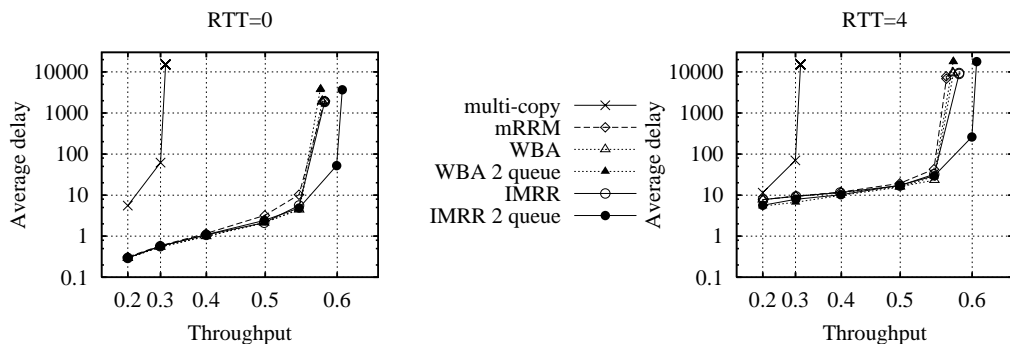 RTT=0
Average delay
10000
1000
100
10
1
0.1
0.2 0.3 0.4 0.5 0.6
Throughput
multi-copy
mRRM
WBA
WBA 2 queue
IMRR
IMRR 2 queue
RTT=4
Average delay
10000
1000
100
10
1
0.1
0.2 0.3 0.4 0.5 0.6
Throughput